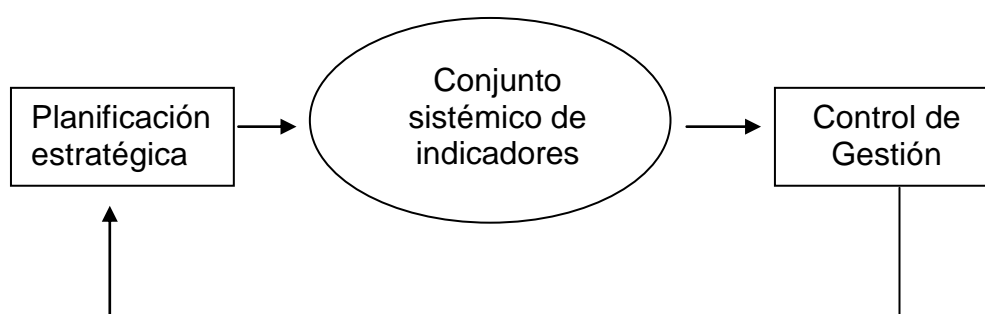 Planificación
estratégica
Conjunto
sistémico de
indicadores
Control de
Gestión